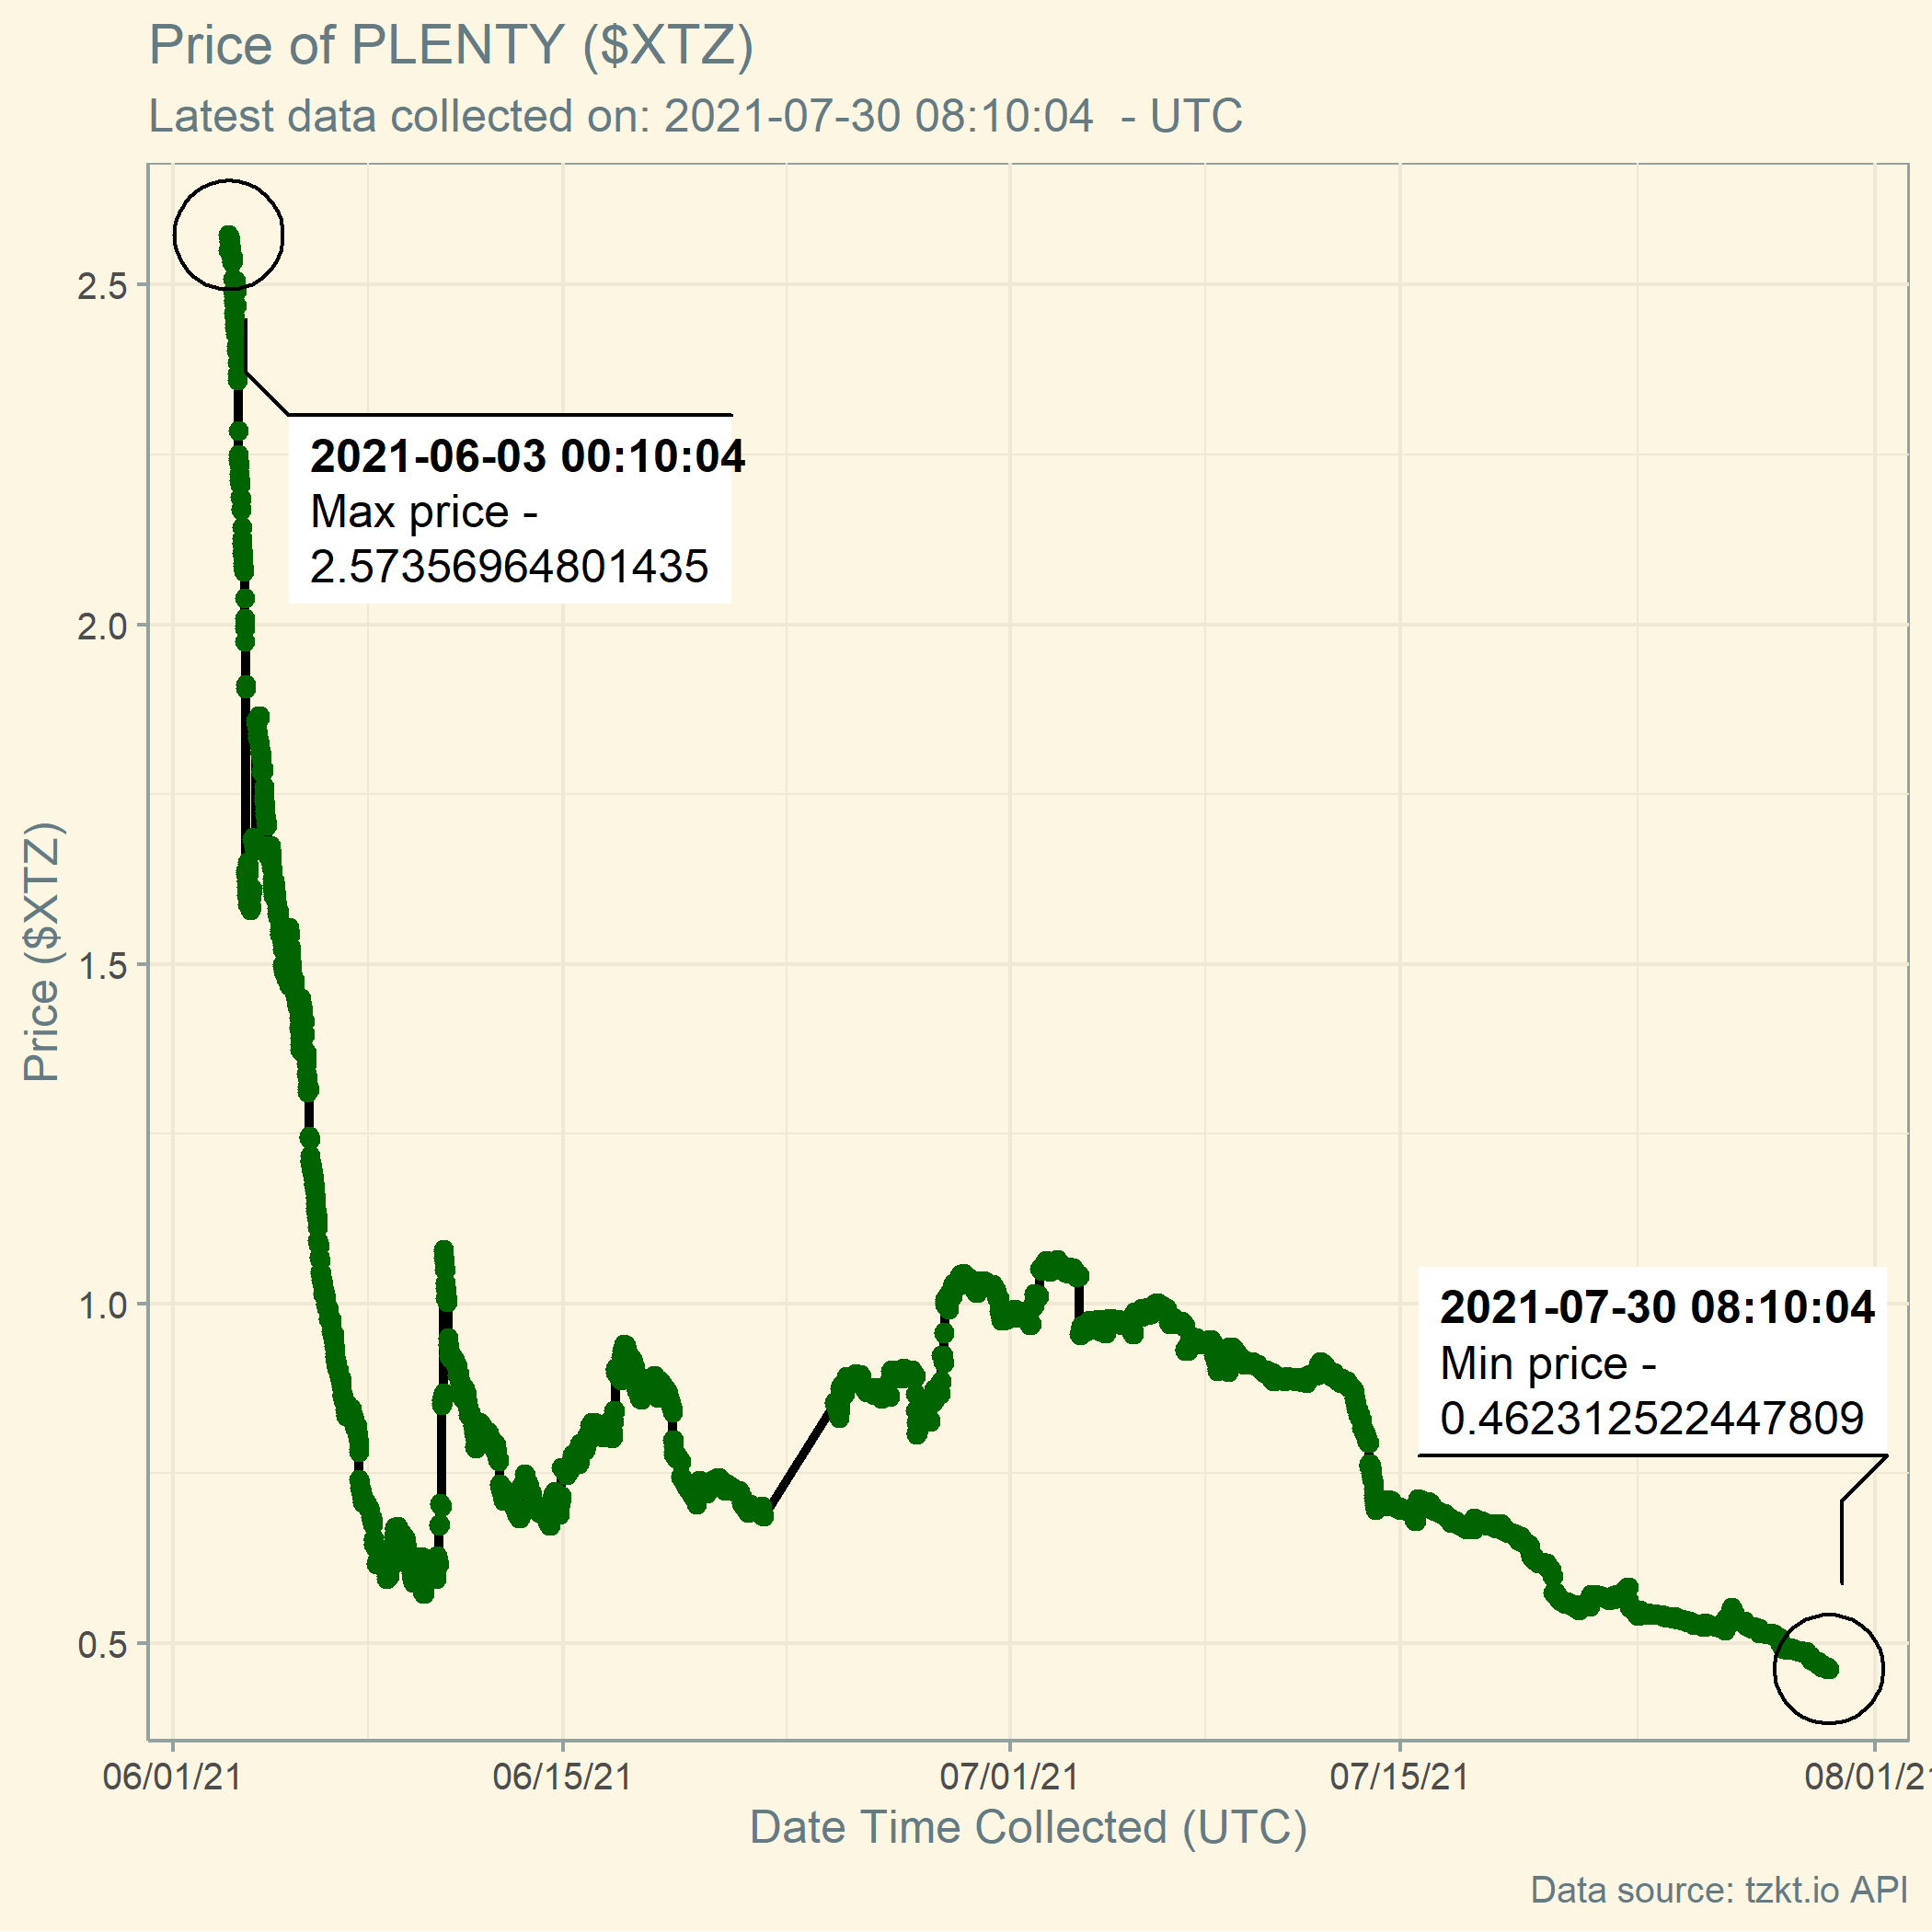 Price of PLENTY ($XTZ)
Latest data collected on: 2021-07-30 08:10:04  - UTC
2.5
2.0
1.5
1.0
0.5
Price ($XTZ)
2021-06-03 00:10:04
Max price -
2.57356964801435
2021-07-30 08:10:04
Min price -
0.462312522447809
06/01/21
06/15/21
07/01/21
07/15/21
08/01/21
Date Time Collected (UTC)
Data source: tzkt.io API